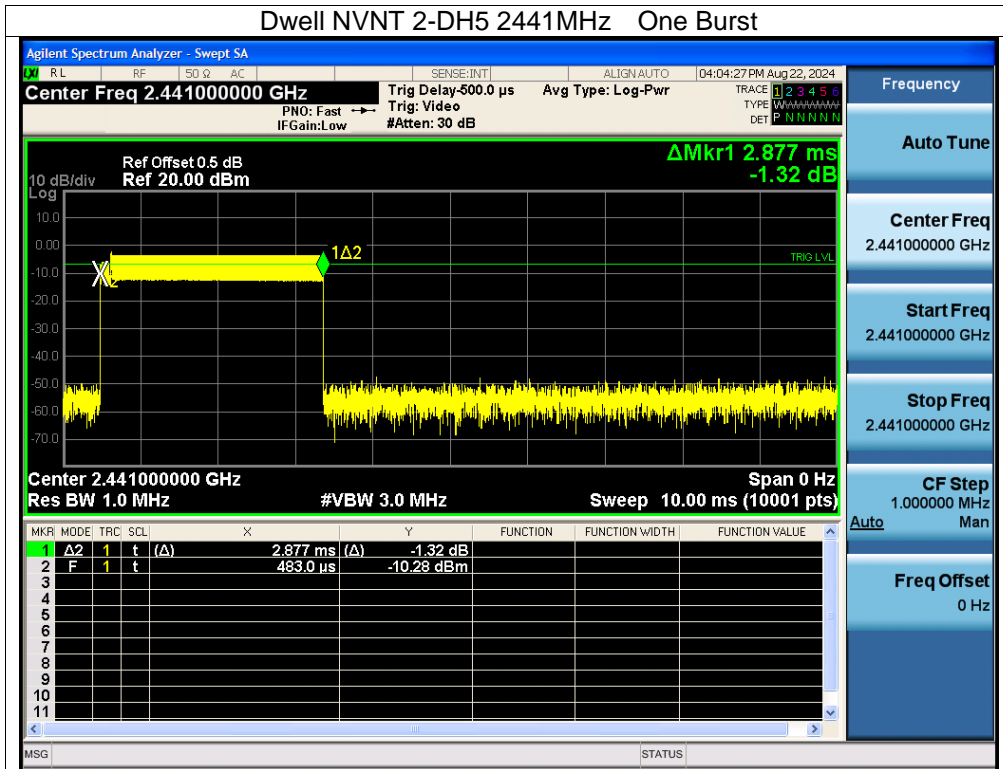 Dwell NVNT 2-DH5 2441MHz One Burst
Agilent Spectrum Analyzer - Swept SA
LXI RL RF 50 Ω AC SENSE:INT ALIGN AUTO 04:04:27 PM Aug 22, 2024
Center Freq 2.441000000 GHz Trig Delay-500.0 µs Avg Type: Log-Pwr TRACE 1 2 3 4 5 6
PNO: Fast Trig: Video TYPE WWWWWW
IFGain:Low #Atten: 30 dB DET P N N N N N
Ref Offset 0.5 dB ΔMkr1 2.877 ms
10 dB/div Ref 20.00 dBm -1.32 dB
Log
10.0
0.00
-10.0
-20.0
-30.0
-40.0
-50.0
-60.0
-70.0
1Δ2
TRIG LVL
X2
Center 2.441000000 GHz Span 0 Hz
Res BW 1.0 MHz #VBW 3.0 MHz Sweep 10.00 ms (10001 pts)
MKR MODE TRC SCL X Y FUNCTION FUNCTION WIDTH FUNCTION VALUE
1 Δ2 1 t (Δ) 2.877 ms (Δ) -1.32 dB
2 F 1 t 483.0 µs -10.28 dBm
3
4
5
6
7
8
9
10
11
MSG STATUS
Frequency
Auto Tune
Center Freq
2.441000000 GHz
Start Freq
2.441000000 GHz
Stop Freq
2.441000000 GHz
CF Step
1.000000 MHz
Auto Man
Freq Offset
0 Hz